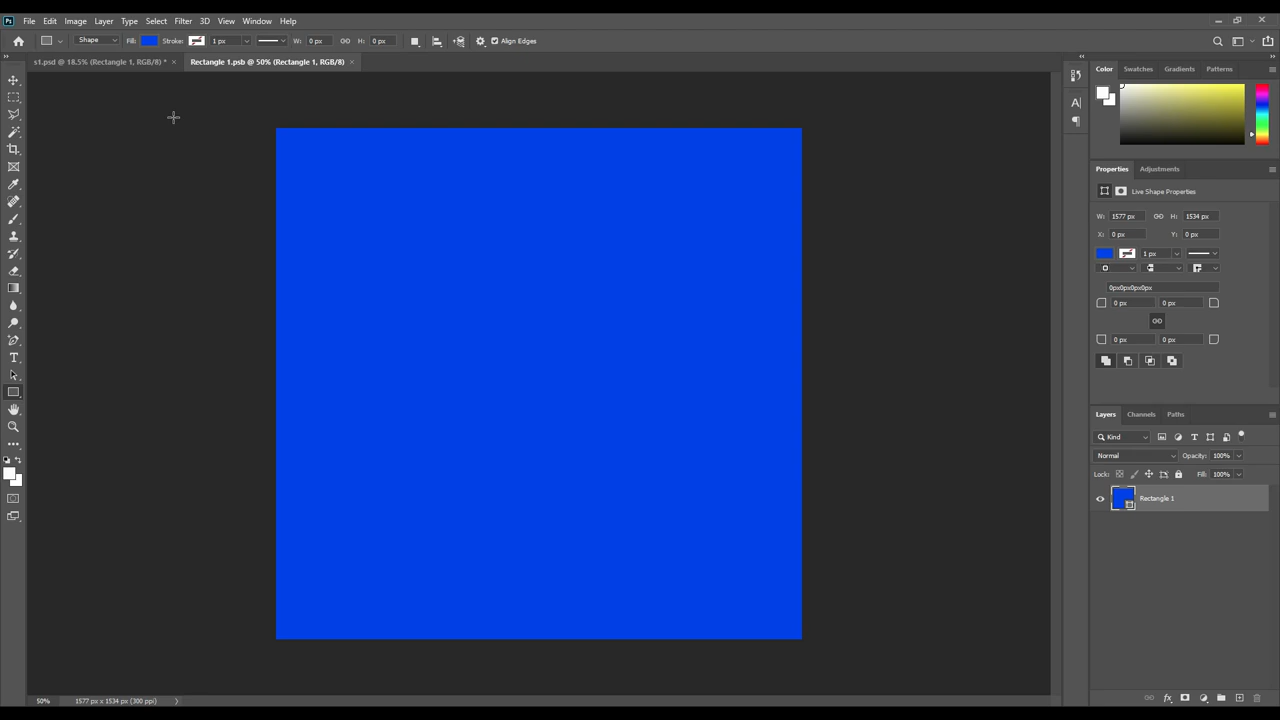 Ps File Edit Image Layer Type Select Filter 3D View Window Help
Shape Fill: Stroke: 1 px W: 0 px H: 0 px Align Edges
s1.psd @ 18.5% (Rectangle 1, RGB/8) * × Rectangle 1.psb @ 50% (Rectangle 1, RGB/8) ×
Color Swatches Gradients Patterns
Properties Adjustments
Live Shape Properties
W: 1577 px H: 1534 px
X: 0 px Y: 0 px
1 px
0px0px0px0px
0 px 0 px
0 px 0 px
Layers Channels Paths
Kind
Normal Opacity: 100%
Lock: Fill: 100%
Rectangle 1
50% 1577 px x 1534 px (300 ppi)